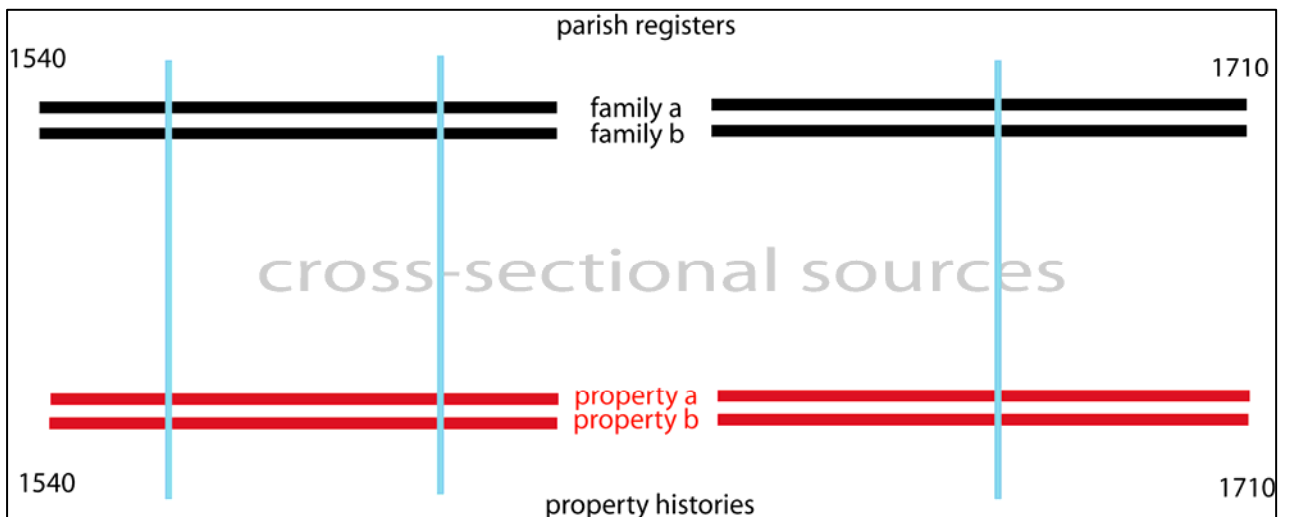 parish registers
1540
1710
family a
family b
cross-sectional sources
property a
property b
1540
1710
property histories